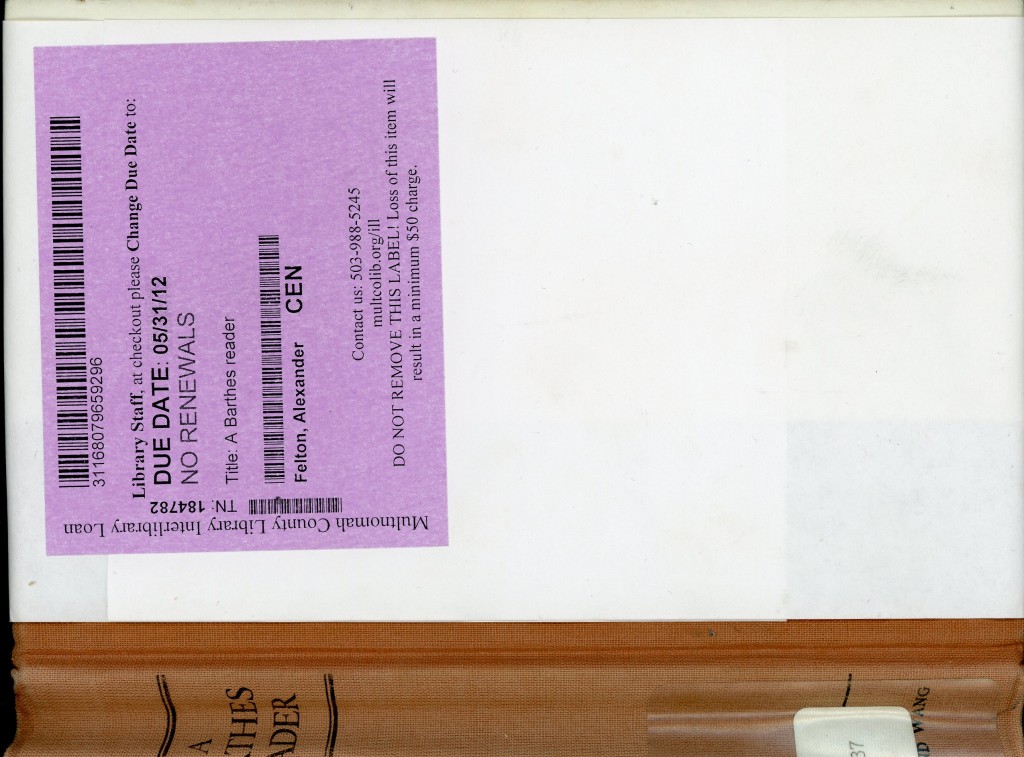 31168079659296
Library Staff, at checkout please Change Due Date to:
DUE DATE: 05/31/12
NO RENEWALS
Title: A Barthes reader
Felton, Alexander CEN
Contact us: 503-988-5245
multcolib.org/ill
DO NOT REMOVE THIS LABEL! Loss of this item will
result in a minimum $50 charge.
TN: 184782
Multnomah County Library Interlibrary Loan
A
THES
ADER
37
ND WANG